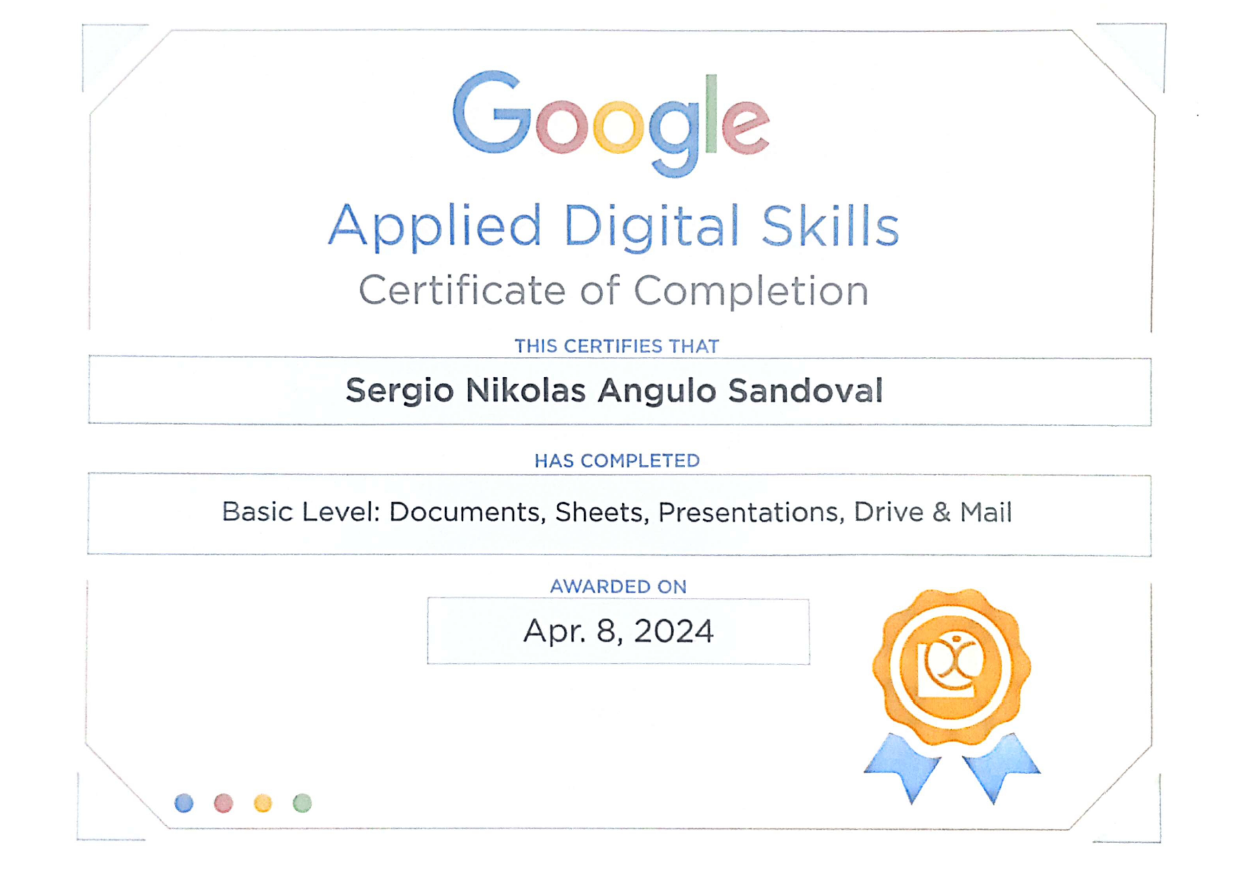 Google
Applied Digital Skills
Certificate of Completion
THIS CERTIFIES THAT
Sergio Nikolas Angulo Sandoval
HAS COMPLETED
Basic Level: Documents, Sheets, Presentations, Drive & Mail
AWARDED ON
Apr. 8, 2024